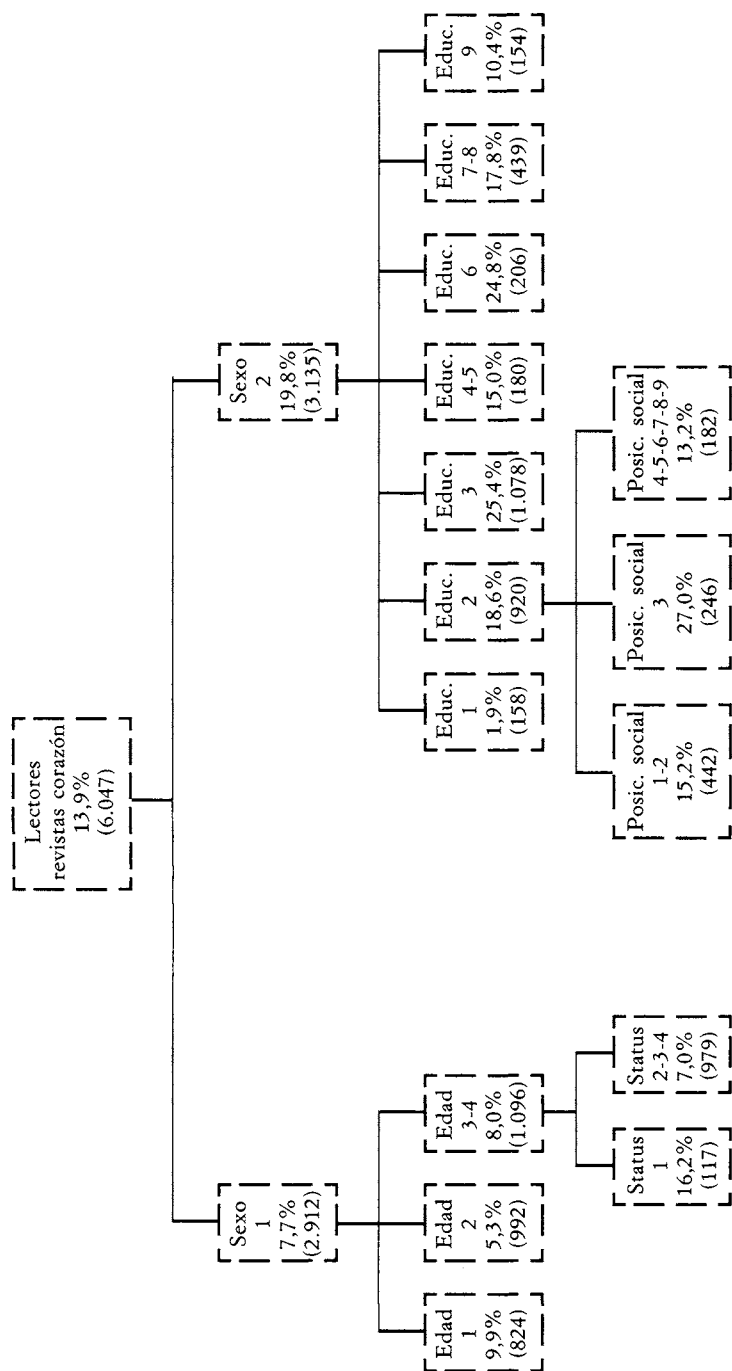 Lectores
revistas corazón
13,9%
(6.047)
Sexo
1
7,7%
(2.912)
Sexo
2
19,8%
(3.135)
Edad
1
9,9%
(824)
Edad
2
5,3%
(992)
Edad
3-4
8,0%
(1.096)
Educ.
1
1,9%
(158)
Educ.
2
18,6%
(920)
Educ.
3
25,4%
(1.078)
Educ.
4-5
15,0%
(180)
Educ.
6
24,8%
(206)
Educ.
7-8
17,8%
(439)
Educ.
9
10,4%
(154)
Status
1
16,2%
(117)
Status
2-3-4
7,0%
(979)
Posic. social
1-2
15,2%
(442)
Posic. social
3
27,0%
(246)
Posic. social
4-5-6-7-8-9
13,2%
(182)